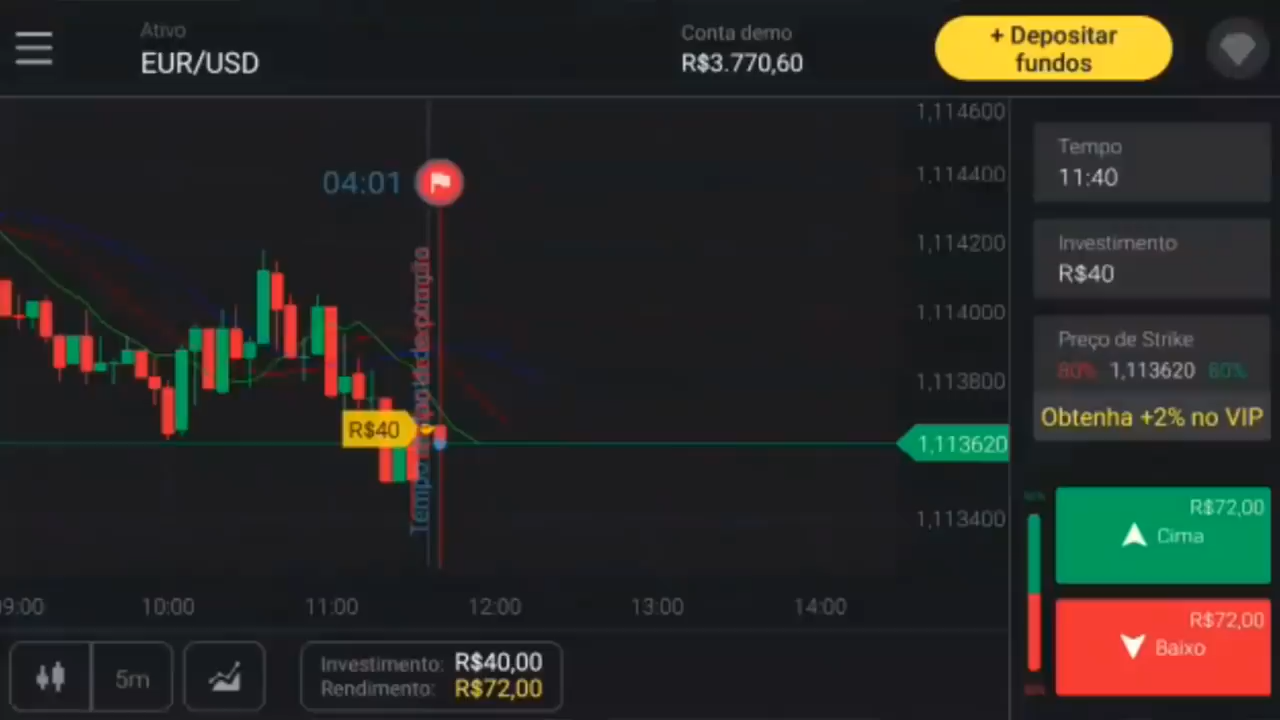 Ativo
EUR/USD
Conta demo
R$3.770,60
+ Depositar
fundos
1,114600
1,114400
1,114200
1,114000
1,113800
1,113620
1,113400
04:01
R$40
09:00
10:00
11:00
12:00
13:00
14:00
Tempo
11:40
Investimento
R$40
Preço de Strike
80% 1,113620 80%
Obtenha +2% no VIP
R$72,00
Cima
R$72,00
Baixo
5m
Investimento: R$40,00
Rendimento: R$72,00